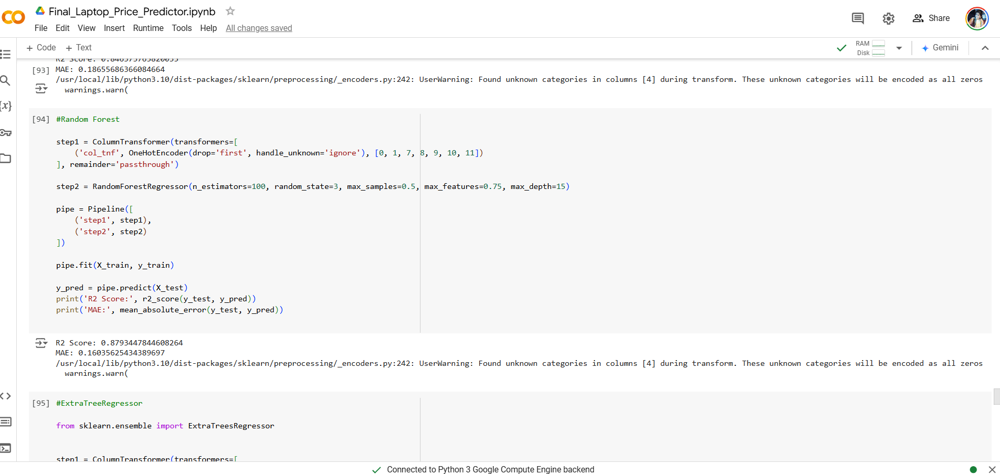 Final_Laptop_Price_Predictor.ipynb
File Edit View Insert Runtime Tools Help All changes saved
Share
+ Code + Text
RAM
Disk
Gemini
R2 Score: 0.846575765820055
[93] MAE: 0.18655686366084664
/usr/local/lib/python3.10/dist-packages/sklearn/preprocessing/_encoders.py:242: UserWarning: Found unknown categories in columns [4] during transform. These unknown categories will be encoded as all zeros
  warnings.warn(
[94] #Random Forest
step1 = ColumnTransformer(transformers=[
    ('col_tnf', OneHotEncoder(drop='first', handle_unknown='ignore'), [0, 1, 7, 8, 9, 10, 11])
], remainder='passthrough')
step2 = RandomForestRegressor(n_estimators=100, random_state=3, max_samples=0.5, max_features=0.75, max_depth=15)
pipe = Pipeline([
    ('step1', step1),
    ('step2', step2)
])
pipe.fit(X_train, y_train)
y_pred = pipe.predict(X_test)
print('R2 Score:', r2_score(y_test, y_pred))
print('MAE:', mean_absolute_error(y_test, y_pred))
R2 Score: 0.8793447844608264
MAE: 0.16035625434389697
/usr/local/lib/python3.10/dist-packages/sklearn/preprocessing/_encoders.py:242: UserWarning: Found unknown categories in columns [4] during transform. These unknown categories will be encoded as all zeros
  warnings.warn(
[95] #ExtraTreeRegressor
from sklearn.ensemble import ExtraTreesRegressor
step1 = ColumnTransformer(transformers=[
Connected to Python 3 Google Compute Engine backend